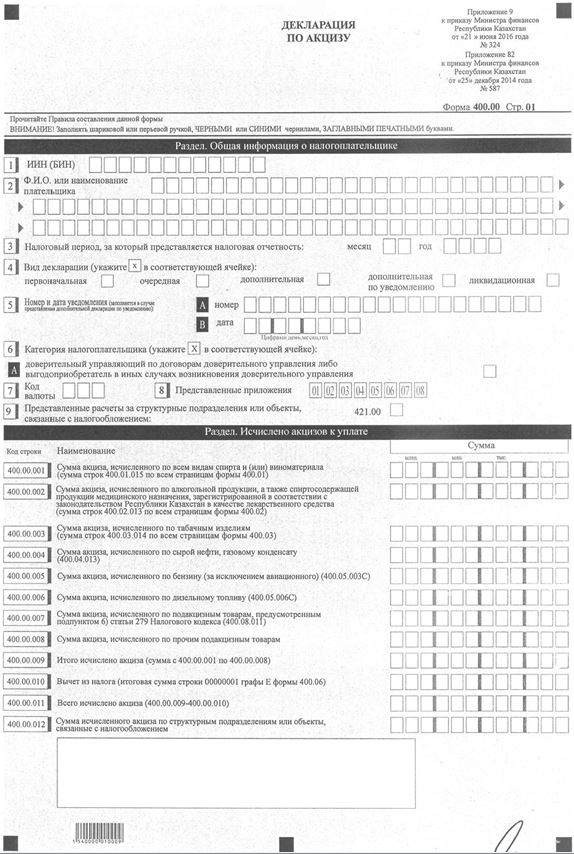 ДЕКЛАРАЦИЯ
ПО АКЦИЗУ
Приложение 9
к приказу Министра финансов
Республики Казахстан
от «21 » июня 2016 года
№ 324
Приложение 82
к приказу Министра финансов
Республики Казахстан
от «25» декабря 2014 года
№ 587
Форма 400.00 Стр. 01
Прочитайте Правила составления данной формы
ВНИМАНИЕ! Заполнять шариковой или перьевой ручкой, ЧЕРНЫМИ или СИНИМИ чернилами, ЗАГЛАВНЫМИ ПЕЧАТНЫМИ буквами.
Раздел. Общая информация о налогоплательщике
1 ИИН (БИН)
2 Ф.И.О. или наименование
плательщика
3 Налоговый период, за который представляется налоговая отчетность: месяц год
4 Вид декларации (укажите x в соответствующей ячейке):
первоначальная очередная дополнительная дополнительная
по уведомлению ликвидационная
5 Номер и дата уведомления (заполняется в случае
представления дополнительной декларации по уведомлению) A номер
B дата
Цифрами день, месяц, год
6 Категория налогоплательщика (укажите X в соответствующей ячейке):
A доверительный управляющий по договорам доверительного управления либо
выгодоприобретатель в иных случаях возникновения доверительного управления
7 Код
валюты 8 Представленные приложения 01 02 03 04 05 06 07 08
9 Представленные расчеты за структурные подразделения или объекты,
связанные с налогообложением: 421.00
Раздел. Исчислено акцизов к уплате
Код строки Наименование Сумма
млрд. млн. тыс.
400.00.001 Сумма акциза, исчисленного по всем видам спирта и (или) виноматериала
(сумма строк 400.01.015 по всем страницам формы 400.01)
400.00.002 Сумма акциза, исчисленного по алкогольной продукции, а также спиртосодержащей
продукции медицинского назначения, зарегистрированной в соответствии с
законодательством Республики Казахстан в качестве лекарственного средства
(сумма строк 400.02.015 по всем страницам формы 400.02)
400.00.003 Сумма акциза, исчисленного по табачным изделиям
(сумма строк 400.03.014 по всем страницам формы 400.03)
400.00.004 Сумма акциза, исчисленного по сырой нефти, газовому конденсату
(400.04.013)
400.00.005 Сумма акциза, исчисленного по бензину (за исключением авиационного) (400.05.003C)
400.00.006 Сумма акциза, исчисленного по дизельному топливу (400.05.006C)
400.00.007 Сумма акциза, исчисленного по подакцизным товарам, предусмотренным
подпунктом 6) статьи 279 Налогового кодекса (400.08.011)
400.00.008 Сумма акциза, исчисленного по прочим подакцизным товарам
400.00.009 Итого исчислено акциза (сумма с 400.00.001 по 400.00.008)
400.00.010 Вычет из налога (итоговая сумма строки 00000001 графы E формы 400.06)
400.00.011 Всего исчислено акциза (400.00.009-400.00.010)
400.00.012 Сумма исчисленного акциза по структурным подразделениям или объектам,
связанные с налогообложением
1540000010009